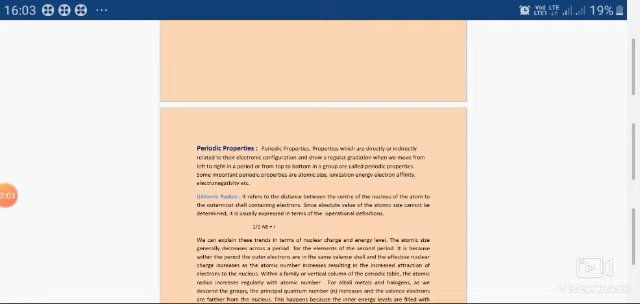 16:03
Vo) LTE
LTE1
19%
Periodic Properties : Periodic Properties: Properties which are directly or indirectly
related to their electronic configuration and show a regular gradation when we move from
left to right in a period or from top to bottom in a group are called periodic properties.
Some important periodic properties are atomic size, ionization energy electron affinity,
electronegativity etc.
i)Atomic Radius : It refers to the distance between the centre of the nucleus of the atom to
the outermost shell containing electrons. Since absolute value of the atomic size cannot be
determined, it is usually expressed in terms of the operational definitions.
1/2 AB = r
We can explain these trends in terms of nuclear charge and energy level. The atomic size
generally decreases across a period for the elements of the second period. It is because
within the period the outer electrons are in the same valence shell and the effective nuclear
charge increases as the atomic number increases resulting in the increased attraction of
electrons to the nucleus. Within a family or vertical column of the periodic table, the atomic
radius increases regularly with atomic number . For alkali metals and halogens, as we
descend the groups, the principal quantum number (n) increases and the valence electrons
are farther from the nucleus. This happens because the inner energy levels are filled with
2:03
VIDEO RECORDER